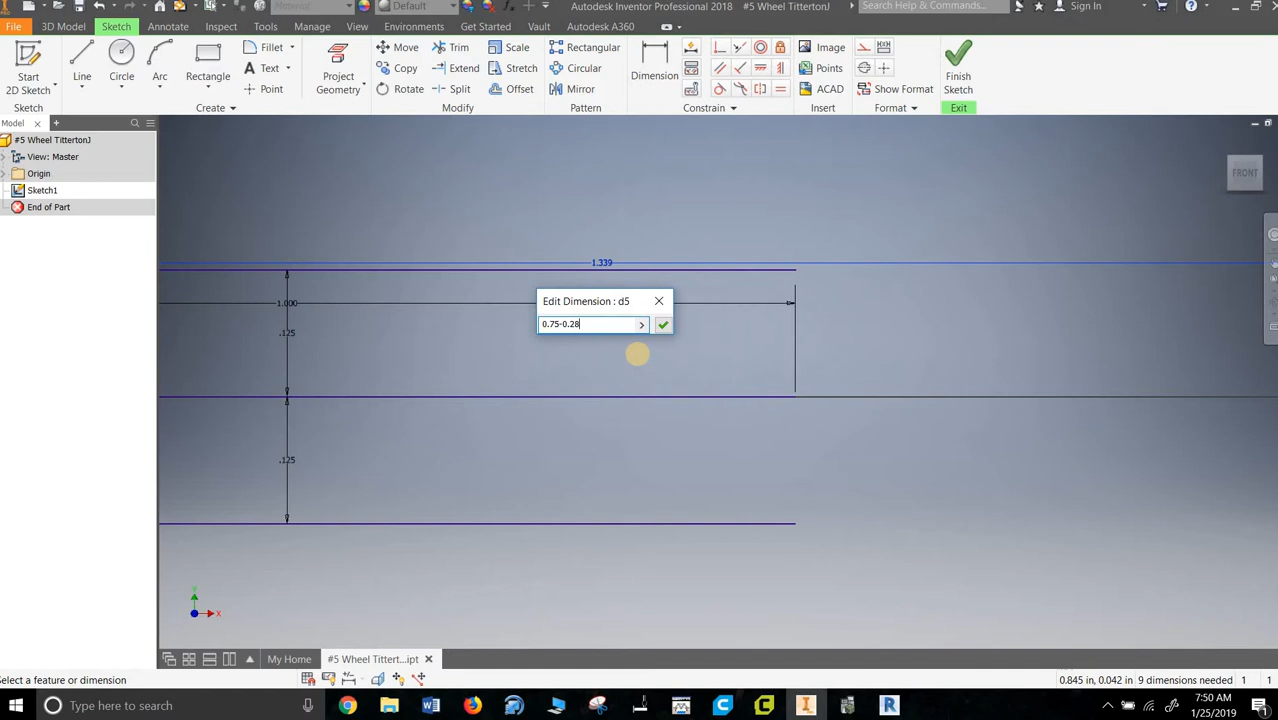 Material
Default
Autodesk Inventor Professional 2018 #5 Wheel TittertonJ
Search Help & Commands...
Sign In
File
3D Model
Sketch
Annotate
Inspect
Tools
Manage
View
Environments
Get Started
Vault
Autodesk A360
Start
2D Sketch
Line
Circle
Arc
Rectangle
Fillet
Text
Point
Project
Geometry
Move
Copy
Rotate
Trim
Extend
Split
Scale
Stretch
Offset
Rectangular
Circular
Mirror
Dimension
Image
Points
ACAD
Show Format
Finish
Sketch
Sketch
Create
Modify
Pattern
Constrain
Insert
Format
Exit
Model
#5 Wheel TittertonJ
View: Master
Origin
Sketch1
End of Part
FRONT
1.339
1.000
.125
.125
Edit Dimension : d5
0.75-0.28
Y
X
My Home
#5 Wheel Tittert...ipt
Select a feature or dimension
0.845 in, 0.042 in
9 dimensions needed
1
1
Type here to search
7:50 AM
1/25/2019